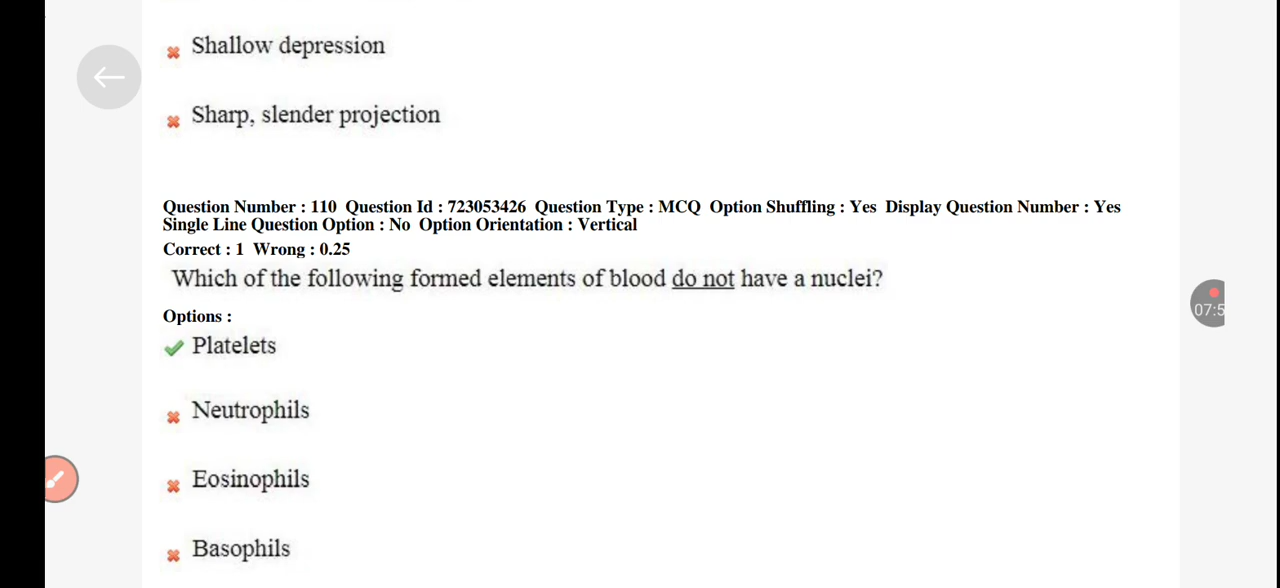 Shallow depression
Sharp, slender projection
Question Number : 110 Question Id : 723053426 Question Type : MCQ Option Shuffling : Yes Display Question Number : Yes
Single Line Question Option : No Option Orientation : Vertical
Correct : 1 Wrong : 0.25
Which of the following formed elements of blood do not have a nuclei?
Options :
Platelets
Neutrophils
Eosinophils
Basophils
07:5